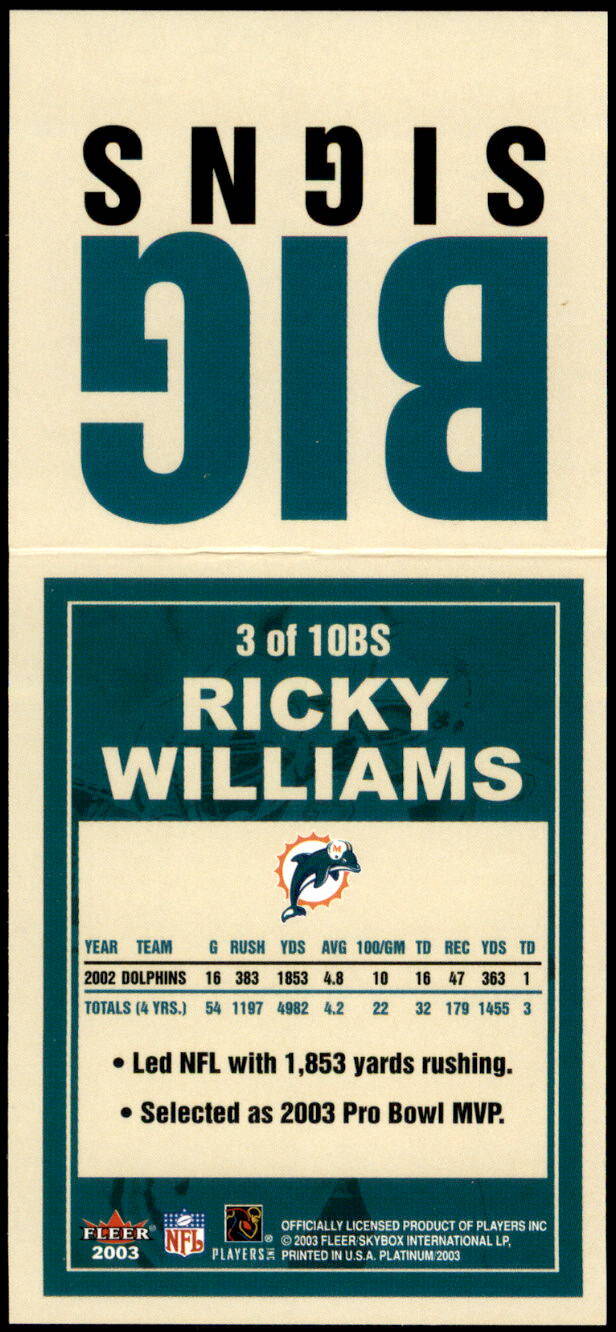 BIG
SIGNS
3 of 10BS
RICKY
WILLIAMS
YEAR TEAM G RUSH YDS AVG 100/GM TD REC YDS TD
2002 DOLPHINS 16 383 1853 4.8 10 16 47 363 1
TOTALS (4 YRS.) 54 1197 4982 4.2 22 32 179 1455 3
• Led NFL with 1,853 yards rushing.
• Selected as 2003 Pro Bowl MVP.
FLEER®
2003
NFL
PLAYERS INC ®
OFFICIALLY LICENSED PRODUCT OF PLAYERS INC
© 2003 FLEER/SKYBOX INTERNATIONAL LP,
PRINTED IN U.S.A. PLATINUM/2003